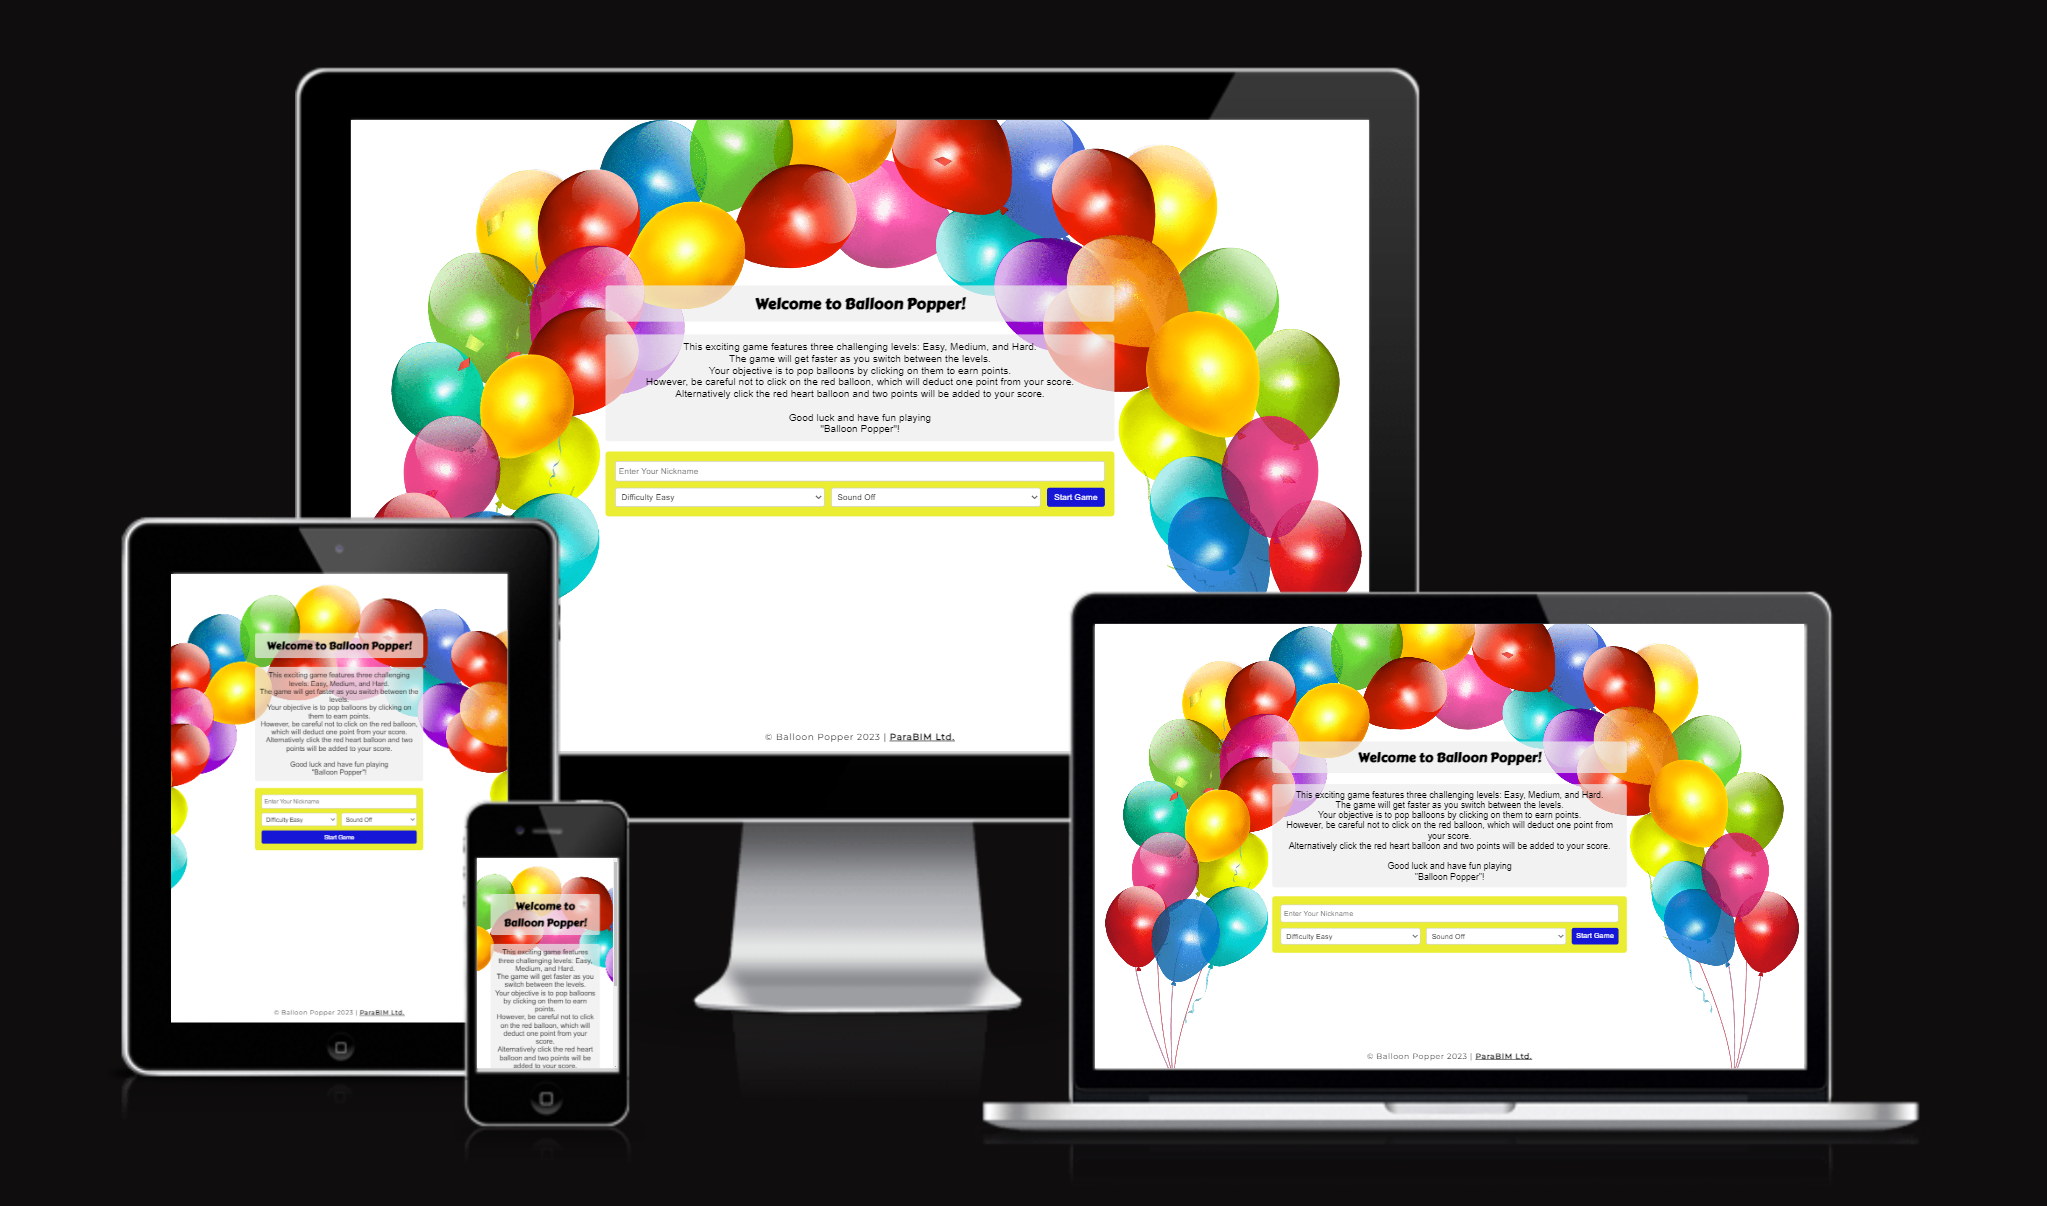 Welcome to Balloon Popper!
This exciting game features three challenging levels: Easy, Medium, and Hard.
The game will get faster as you switch between the levels.
Your objective is to pop balloons by clicking on them to earn points.
However, be careful not to click on the red balloon, which will deduct one point from your score.
Alternatively click the red heart balloon and two points will be added to your score.
Good luck and have fun playing
"Balloon Popper"!
Enter Your Nickname
Difficulty Easy
Sound Off
Start Game
© Balloon Popper 2023 | ParaBIM Ltd.
Welcome to Balloon Popper!
This exciting game features three challenging
levels: Easy, Medium, and Hard.
The game will get faster as you switch between the
levels.
Your objective is to pop balloons by clicking on
them to earn points.
However, be careful not to click on the red balloon,
which will deduct one point from your score.
Alternatively click the red heart balloon and two
points will be added to your score.
Good luck and have fun playing
"Balloon Popper"!
Enter Your Nickname
Difficulty Easy
Sound Off
Start Game
© Balloon Popper 2023 | ParaBIM Ltd.
Welcome to
Balloon Popper!
This exciting game features
three challenging levels: Easy,
Medium, and Hard.
The game will get faster as you
switch between the levels.
Your objective is to pop balloons
by clicking on them to earn
points.
However, be careful not to click
on the red balloon, which will
deduct one point from your
score.
Alternatively click the red heart
balloon and two points will be
added to your score.
Welcome to Balloon Popper!
This exciting game features three challenging levels: Easy, Medium, and Hard.
The game will get faster as you switch between the levels.
Your objective is to pop balloons by clicking on them to earn points.
However, be careful not to click on the red balloon, which will deduct one point from
your score.
Alternatively click the red heart balloon and two points will be added to your score.
Good luck and have fun playing
"Balloon Popper"!
Enter Your Nickname
Difficulty Easy
Sound Off
Start Game
© Balloon Popper 2023 | ParaBIM Ltd.